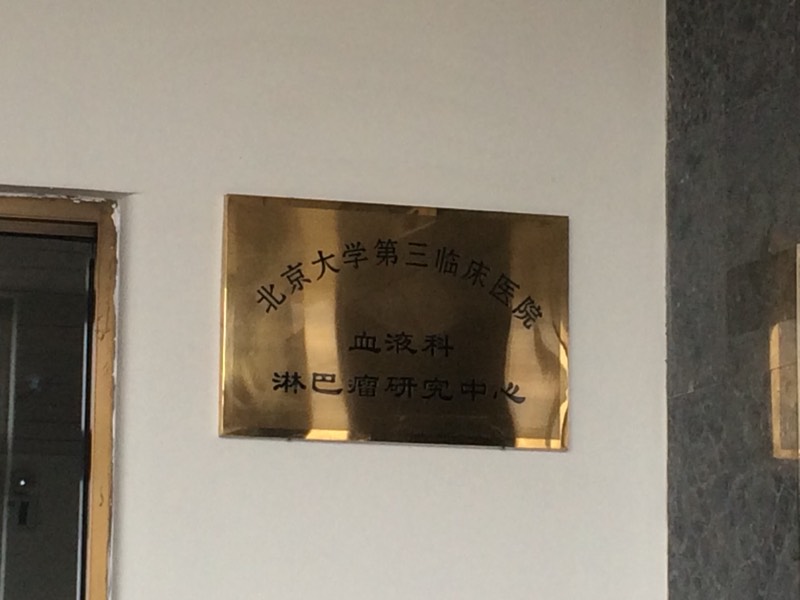 北京大学第三临床医院
血液科
淋巴瘤研究中心